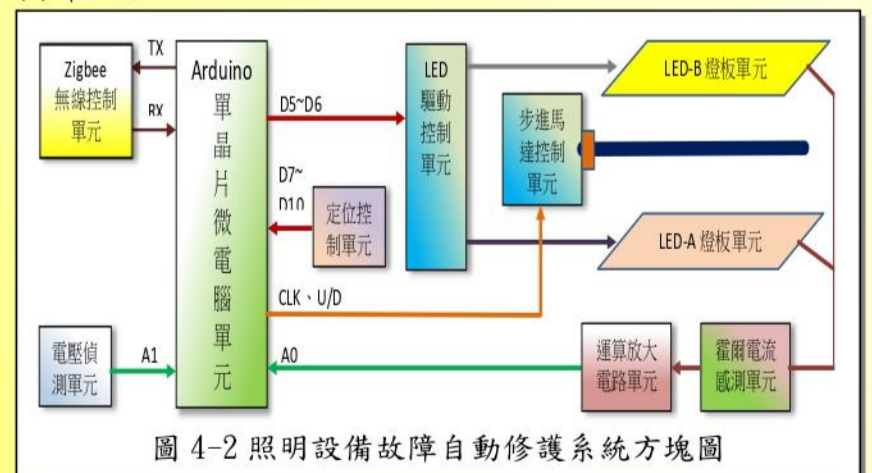 TX
Zigbee
無線控制
單元
RX
Arduino
單
晶
片
微
電
腦
單
元
D5~D6
D7~
D10
定位控
制單元
CLK、U/D
A0
電壓偵
測單元
A1
LED
驅動
控制
單元
步進馬
達控制
單元
LED-B 燈板單元
LED-A 燈板單元
運算放大
電路單元
霍爾電流
感測單元
圖 4-2 照明設備故障自動修護系統方塊圖